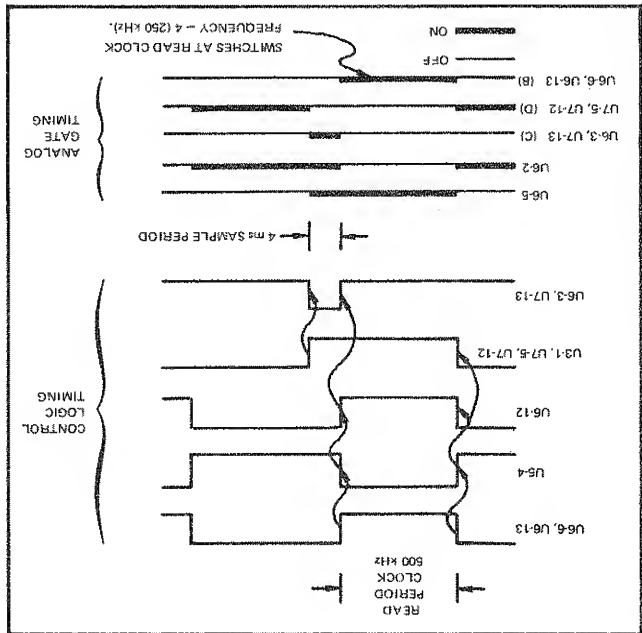 READ
PERIOD
CLOCK
500 kHz
U6-6, U6-13
U5-4
U6-12
U3-1, U7-5, U7-12
U6-3, U7-13
CONTROL
LOGIC
TIMING
4 ms SAMPLE PERIOD
U6-5
U6-2
U6-3, U7-13 (C)
U7-5, U7-12 (D)
U6-6, U6-13 (B)
ANALOG
GATE
TIMING
OFF
ON
SWITCHES AT READ CLOCK
FREQUENCY – 4 (250 kHz).